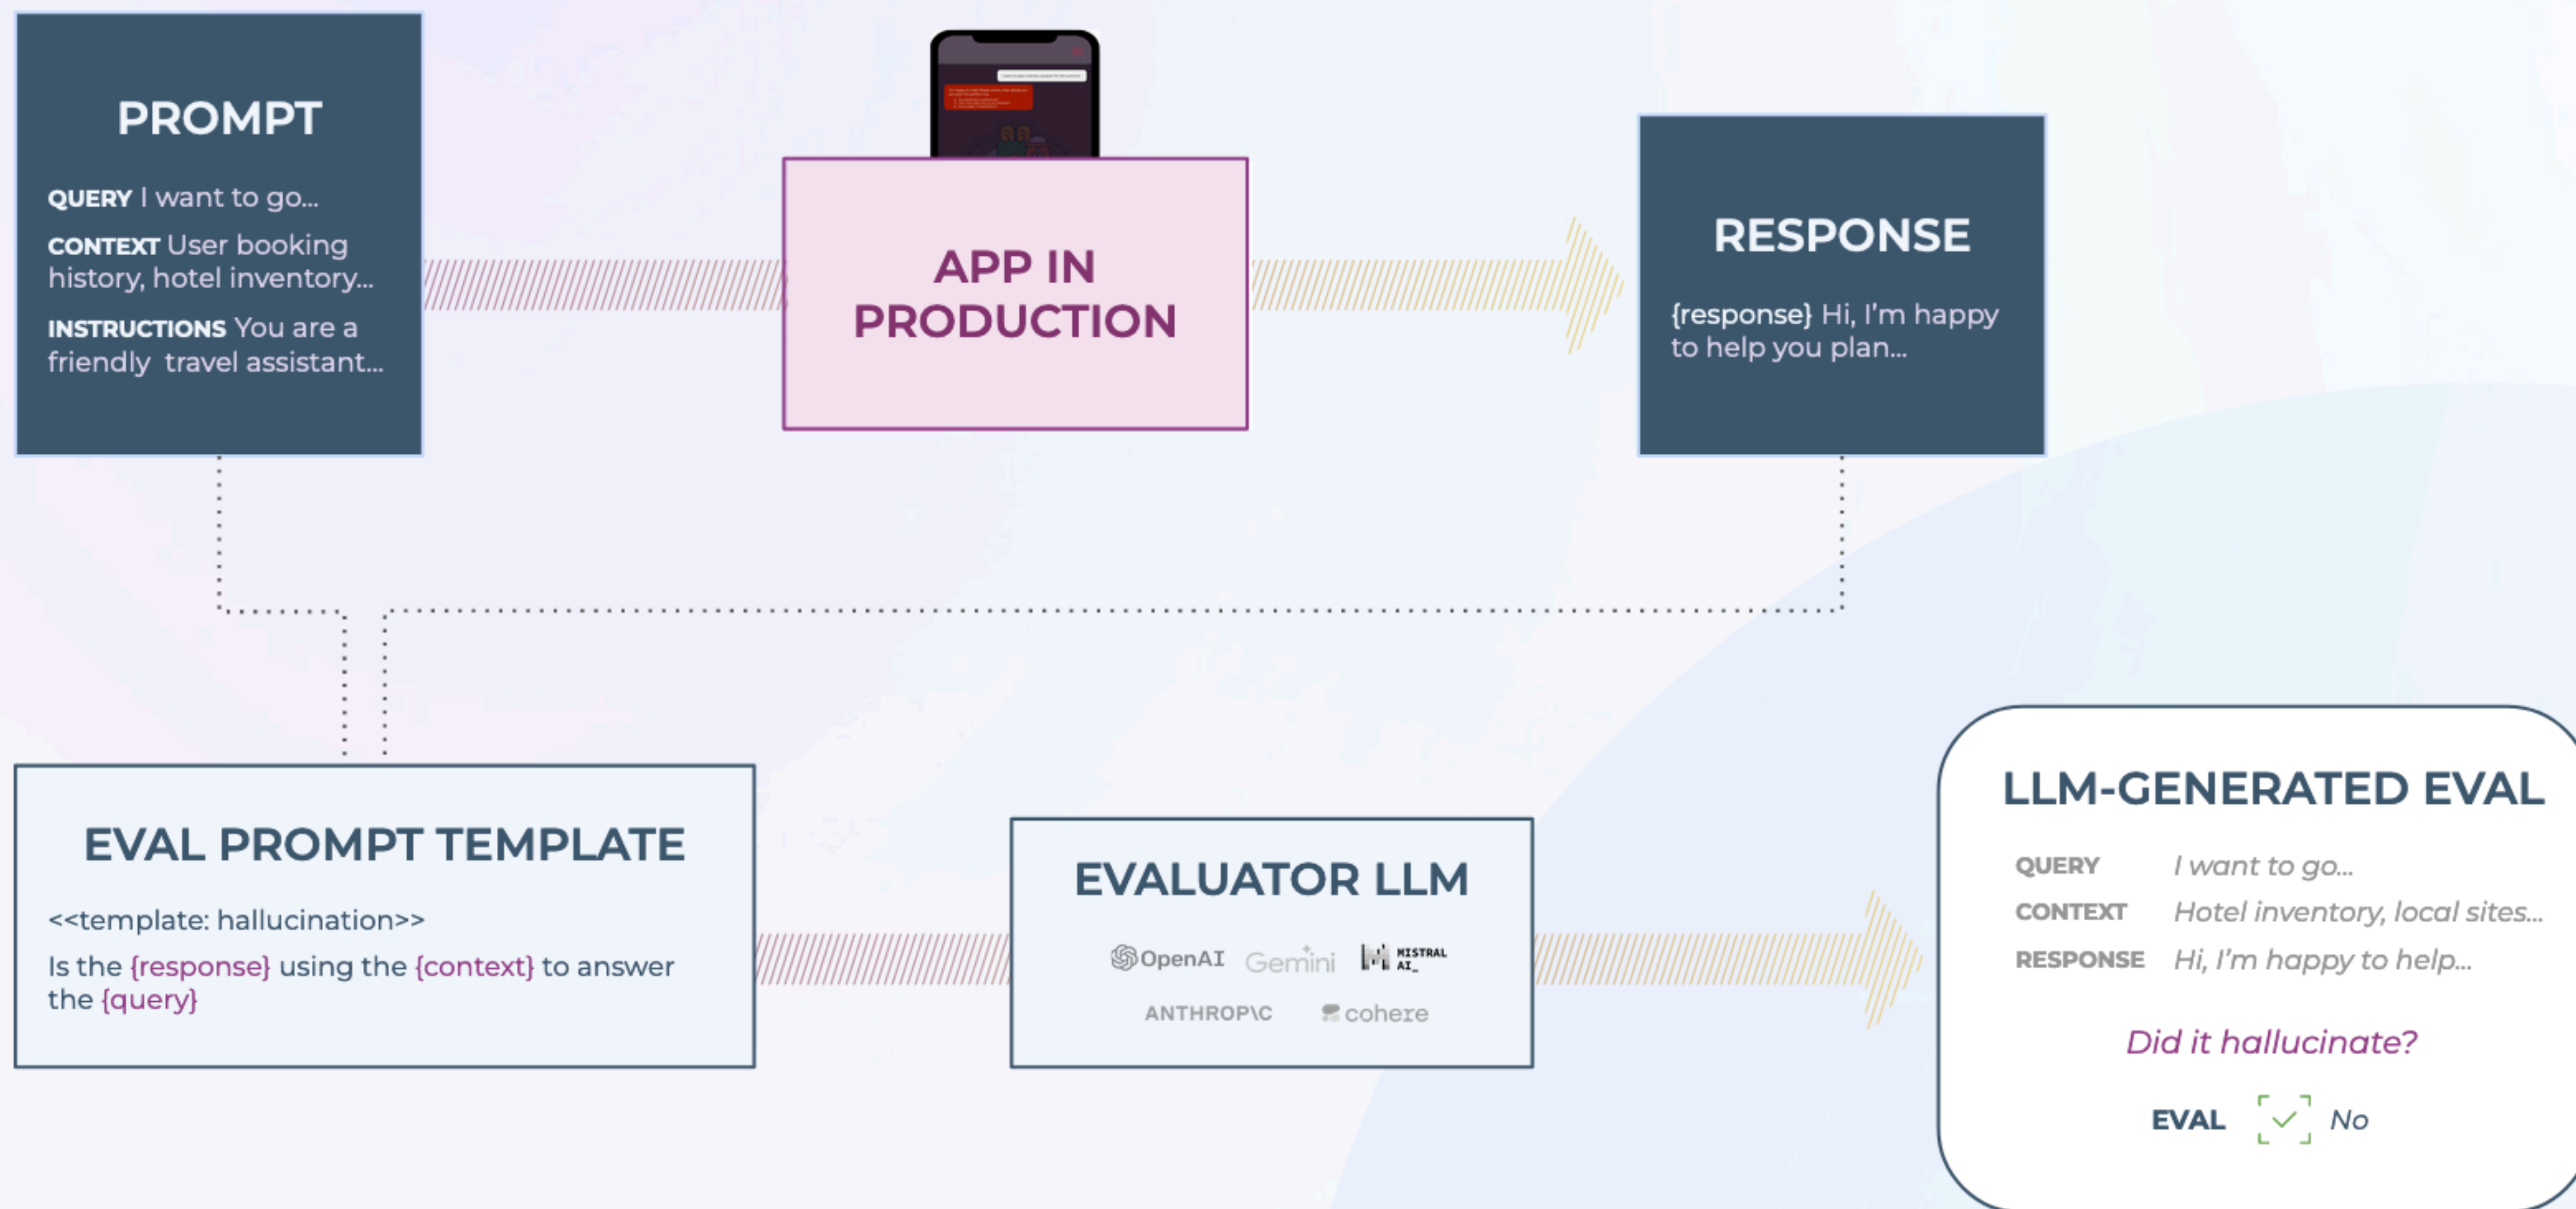 PROMPT
QUERY I want to go...
CONTEXT User booking
history, hotel inventory...
INSTRUCTIONS You are a
friendly travel assistant...
APP IN
PRODUCTION
RESPONSE
{response} Hi, I'm happy
to help you plan...
EVAL PROMPT TEMPLATE
<<template: hallucination>>
Is the {response} using the {context} to answer
the {query}
EVALUATOR LLM
OpenAI Gemini MISTRAL
AI_
ANTHROP\C cohere
LLM-GENERATED EVAL
QUERY I want to go...
CONTEXT Hotel inventory, local sites...
RESPONSE Hi, I'm happy to help...
Did it hallucinate?
EVAL No